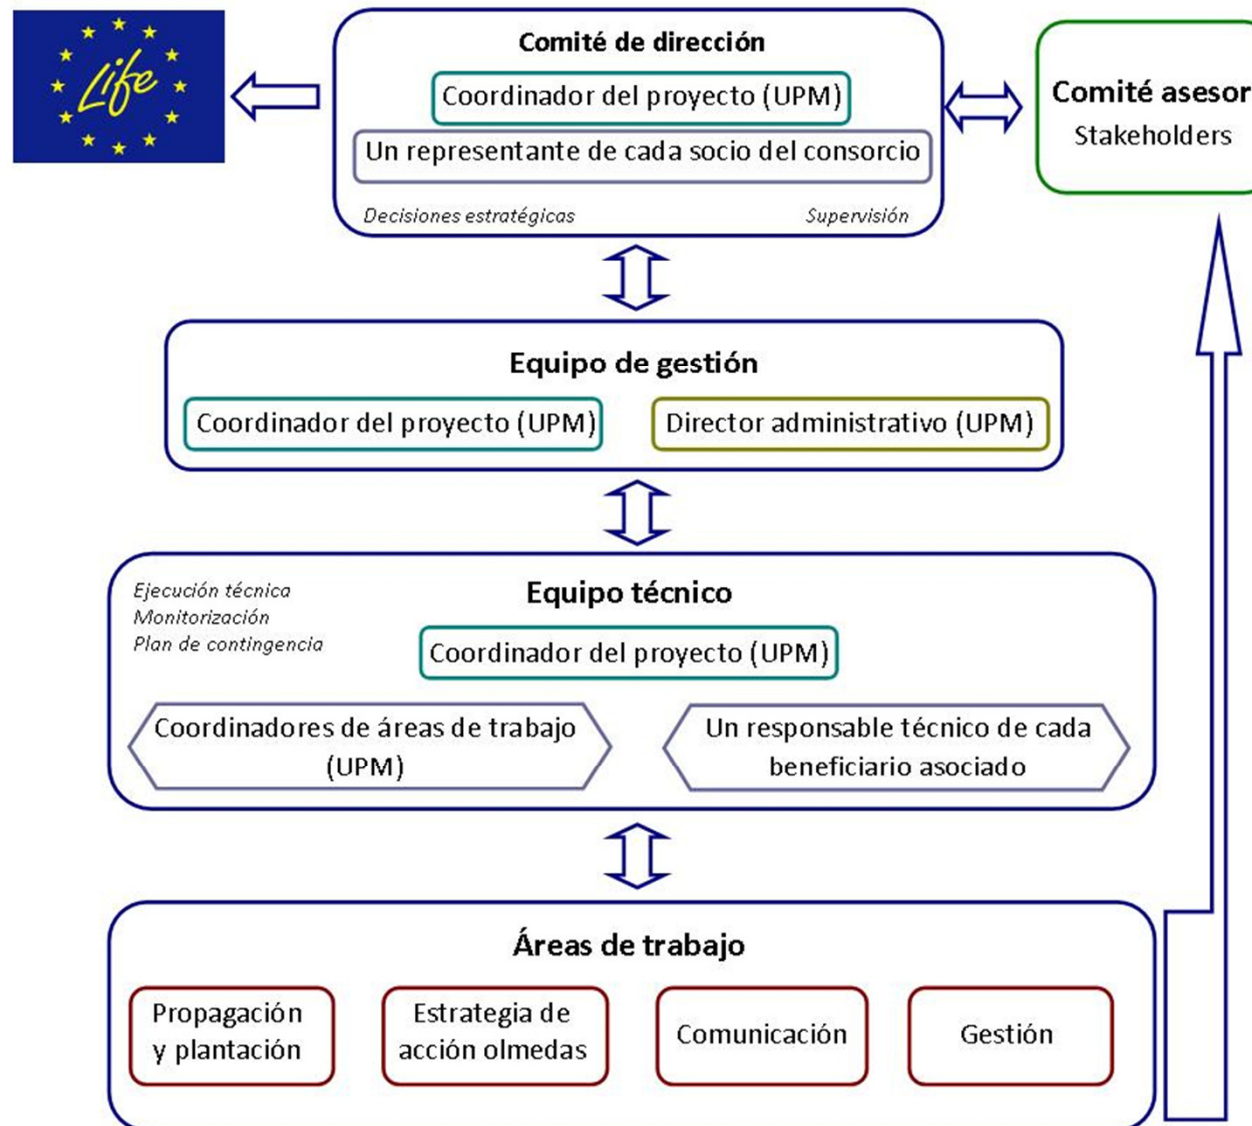 Life
Comité de dirección
Coordinador del proyecto (UPM)
Un representante de cada socio del consorcio
Decisiones estratégicas
Supervisión
Comité asesor
Stakeholders
Equipo de gestión
Coordinador del proyecto (UPM)
Director administrativo (UPM)
Ejecución técnica
Monitorización
Plan de contingencia
Equipo técnico
Coordinador del proyecto (UPM)
Coordinadores de áreas de trabajo
(UPM)
Un responsable técnico de cada
beneficiario asociado
Áreas de trabajo
Propagación
y plantación
Estrategia de
acción olmedas
Comunicación
Gestión